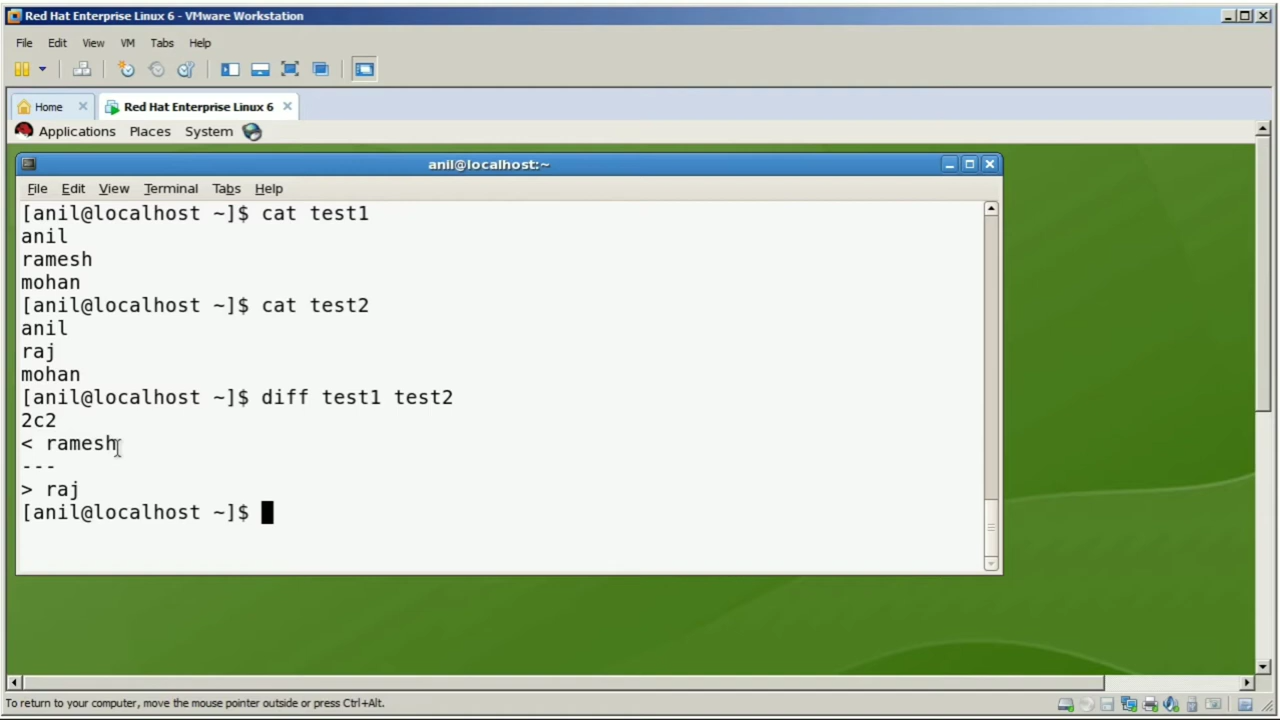 Red Hat Enterprise Linux 6 - VMware Workstation
File Edit View VM Tabs Help
Home Red Hat Enterprise Linux 6
Applications Places System
anil@localhost:~
File Edit View Terminal Tabs Help
[anil@localhost ~]$ cat test1
anil
ramesh
mohan
[anil@localhost ~]$ cat test2
anil
raj
mohan
[anil@localhost ~]$ diff test1 test2
2c2
< ramesh
---
> raj
[anil@localhost ~]$
To return to your computer, move the mouse pointer outside or press Ctrl+Alt.